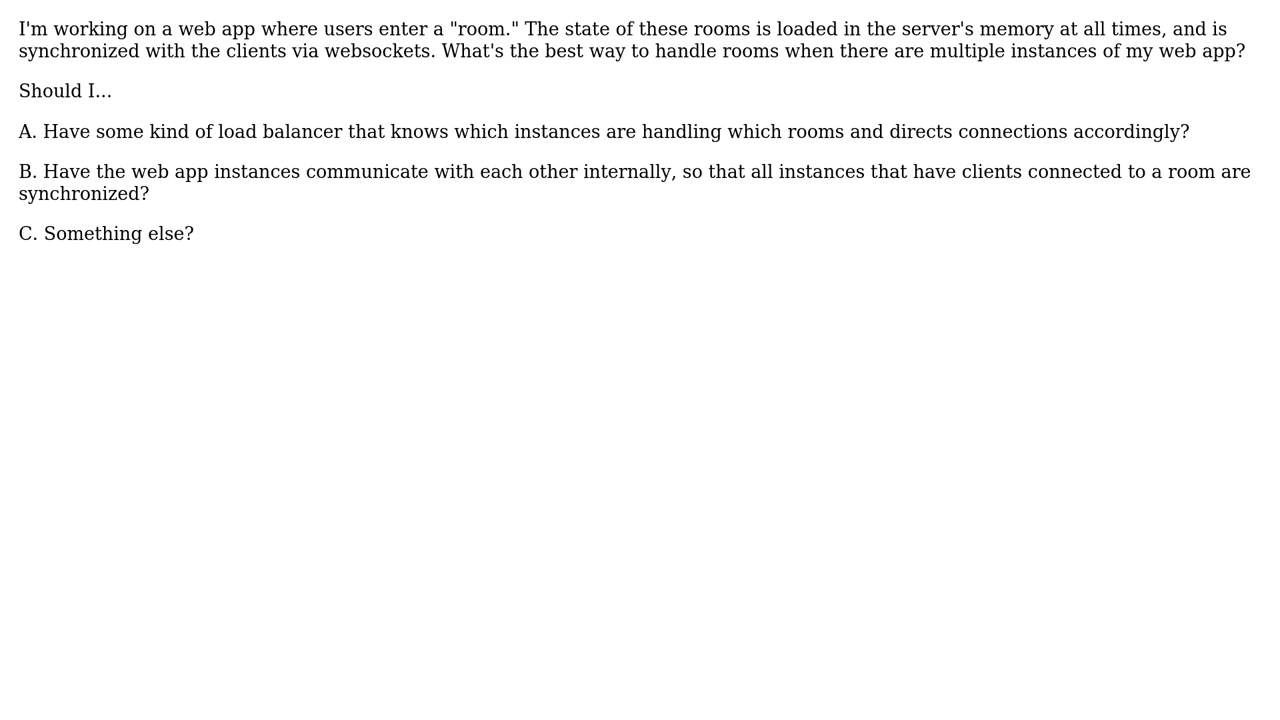 I'm working on a web app where users enter a "room." The state of these rooms is loaded in the server's memory at all times, and is
synchronized with the clients via websockets. What's the best way to handle rooms when there are multiple instances of my web app?
Should I...
A. Have some kind of load balancer that knows which instances are handling which rooms and directs connections accordingly?
B. Have the web app instances communicate with each other internally, so that all instances that have clients connected to a room are
synchronized?
C. Something else?